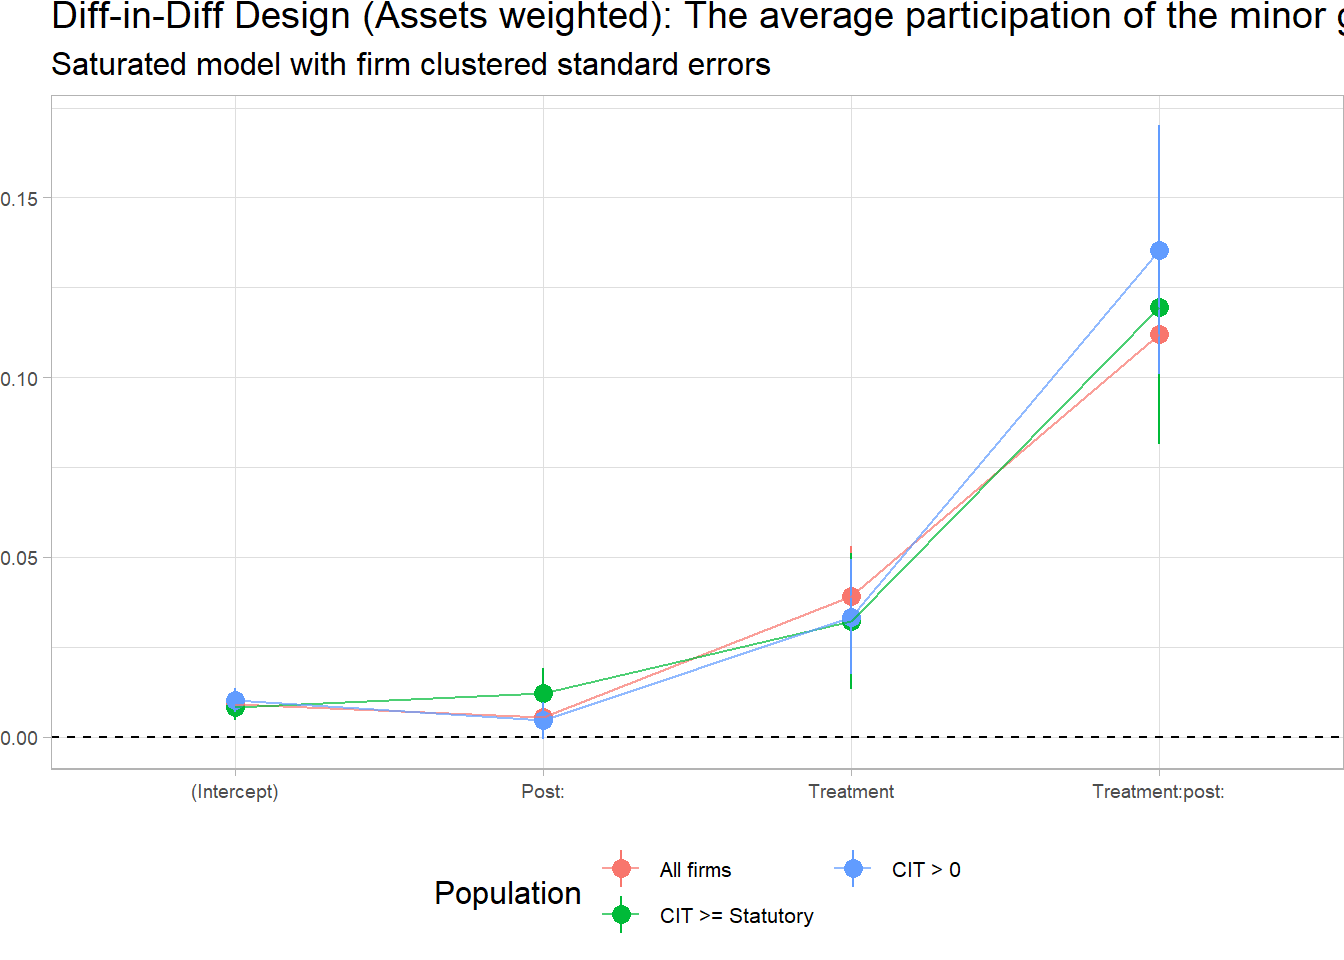 Diff-in-Diff Design (Assets weighted): The average participation of the minor
Saturated model with firm clustered standard errors
0.15
0.10
0.05
0.00
(Intercept) Post: Treatment Treatment:post:
Population
All firms
CIT > 0
CIT >= Statutory